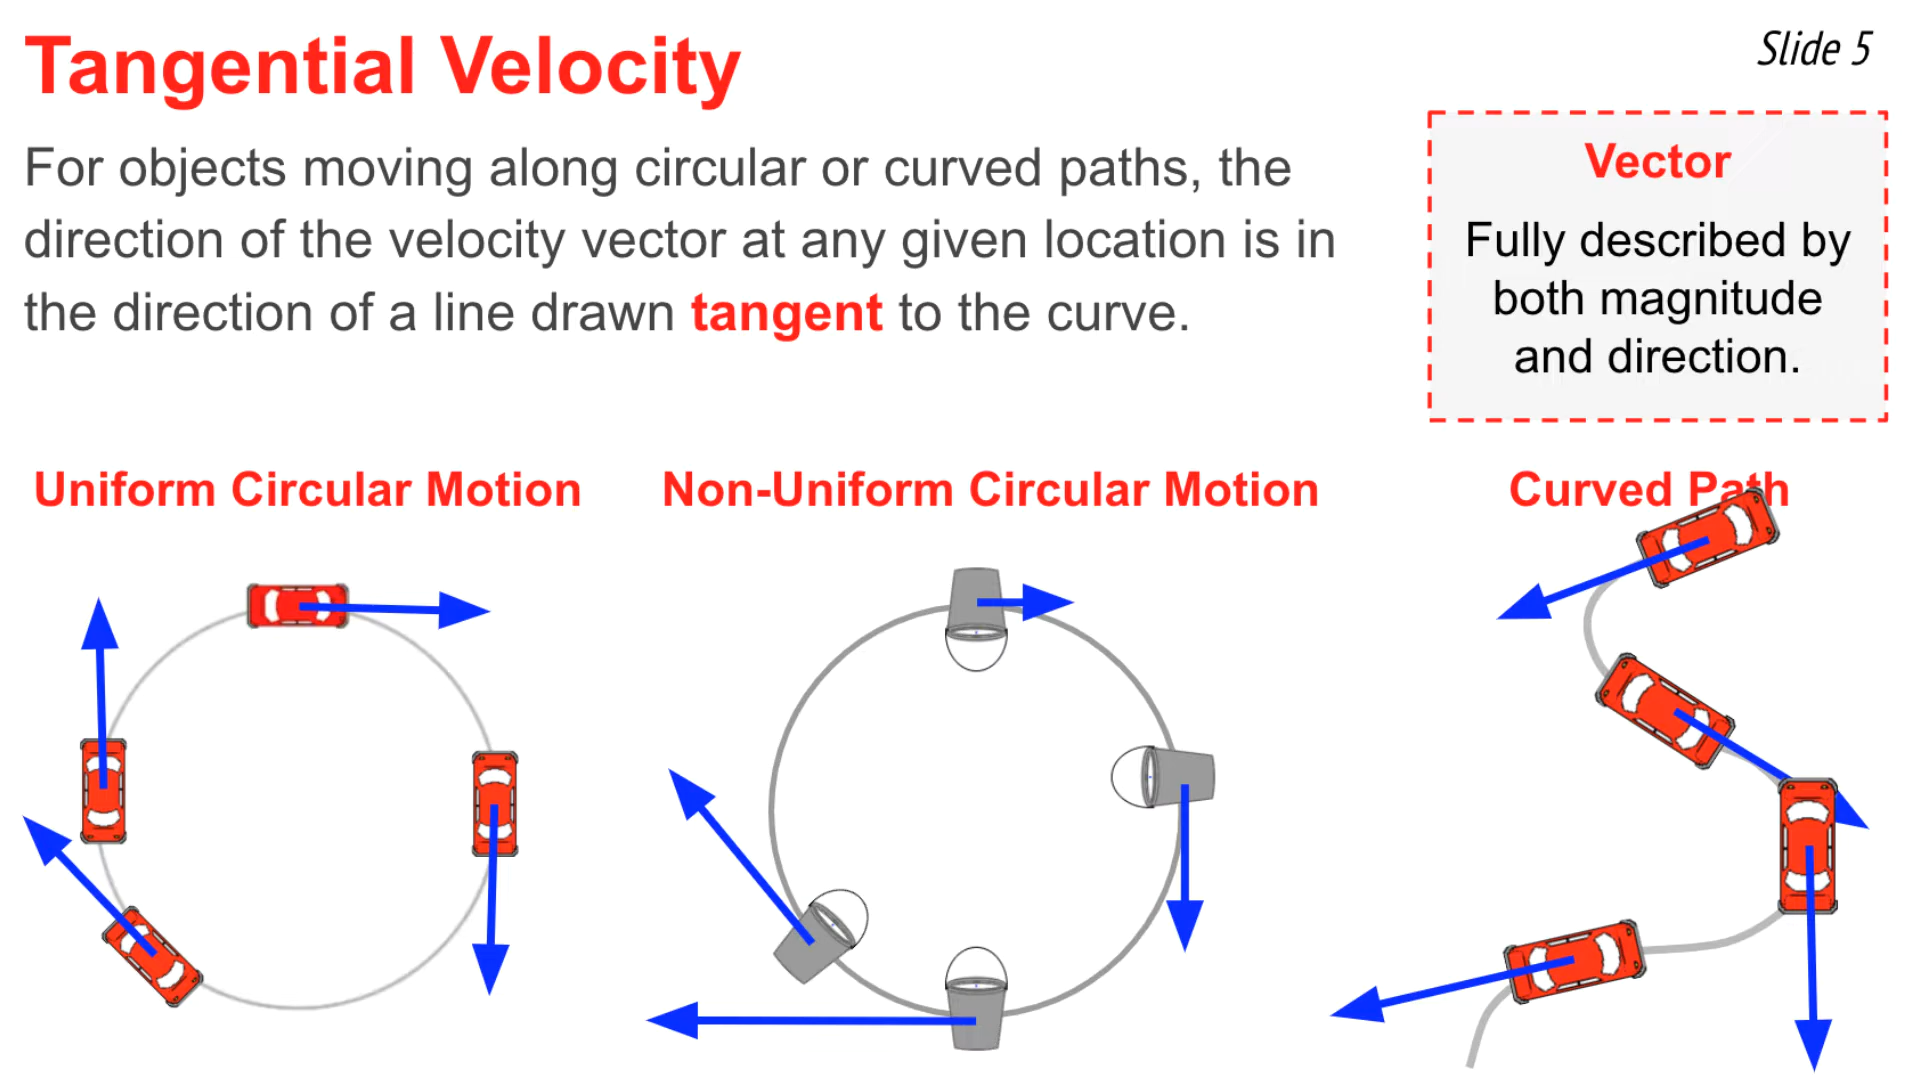 Tangential Velocity
Slide 5
For objects moving along circular or curved paths, the
direction of the velocity vector at any given location is in
the direction of a line drawn tangent to the curve.
Vector
Fully described by
both magnitude
and direction.
Uniform Circular Motion
Non-Uniform Circular Motion
Curved Path